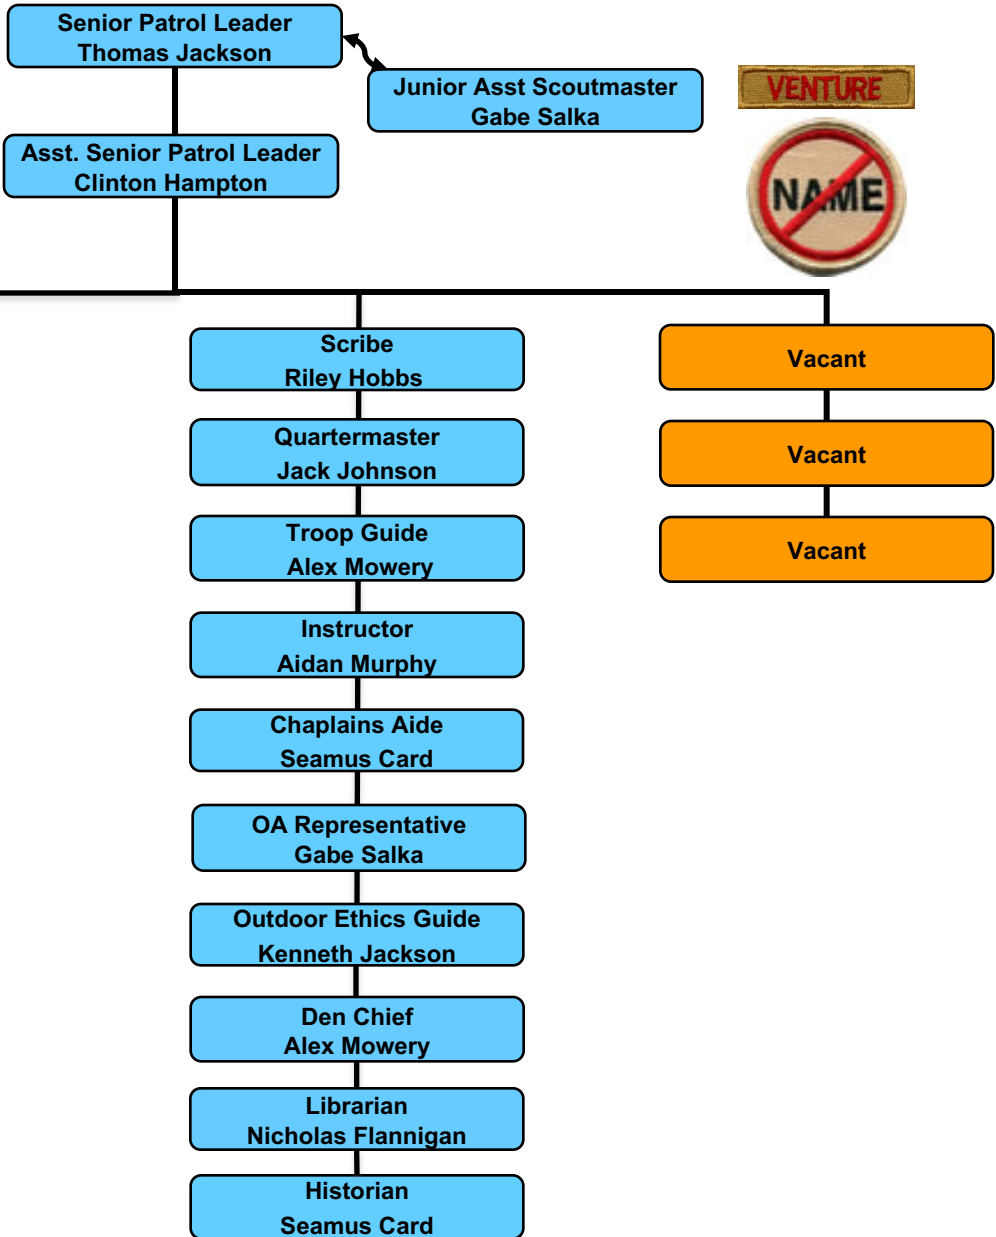 Senior Patrol Leader
Thomas Jackson
Junior Asst Scoutmaster
Gabe Salka
VENTURE
NAME
Asst. Senior Patrol Leader
Clinton Hampton
Scribe
Riley Hobbs
Quartermaster
Jack Johnson
Troop Guide
Alex Mowery
Instructor
Aidan Murphy
Chaplains Aide
Seamus Card
OA Representative
Gabe Salka
Outdoor Ethics Guide
Kenneth Jackson
Den Chief
Alex Mowery
Librarian
Nicholas Flannigan
Historian
Seamus Card
Vacant
Vacant
Vacant